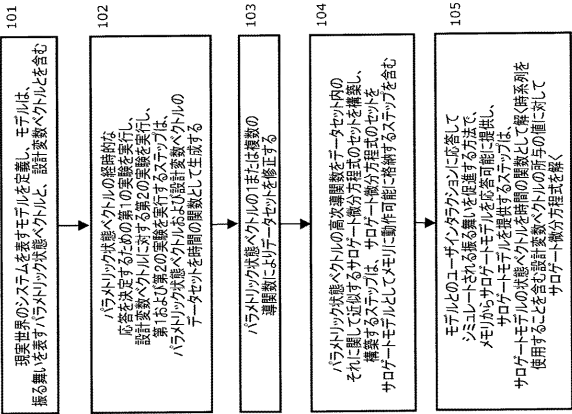 101
現実世界のシステムを表すモデルを定義し、モデルは、
振る舞いを表すパラメトリック状態ベクトルと、設計変数ベクトルとを含む
102
パラメトリック状態ベクトルの経時的な
応答を決定するための第1の実験を実行し、
設計変数ベクトルに対する第2の実験を実行し、
第1および第2の実験を実行するステップは、
パラメトリック状態ベクトルおよび設計変数ベクトルの
データセットを時間の関数として生成する
103
パラメトリック状態ベクトルの1または複数の
導関数によりデータセットを修正する
104
パラメトリック状態ベクトルの高次導関数をデータセット内の
それに関して近似するサロゲート微分方程式のセットを構築し、
構築するステップは、サロゲート微分方程式のセットを
サロゲートモデルとしてメモリに動作可能に格納するステップを含む
105
モデルとのユーザインタラクションに応答して
シミュレートされる振る舞いを促進する方法で、
メモリからサロゲートモデルを応答可能に提供し、
サロゲートモデルを提供するステップは、
サロゲートモデルの状態ベクトルを時間の関数として解く時系列を
使用することを含む設計変数ベクトルの所与の値に対して
サロゲート微分方程式を解く